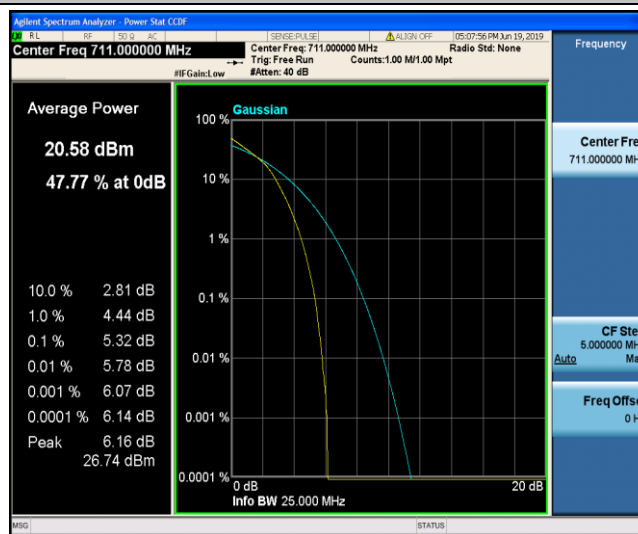 Agilent Spectrum Analyzer - Power Stat CCDF
RL RF 50 Ω AC SENSE:PULSE ALIGN OFF 05:07:56 PM Jun 19, 2019
Center Freq 711.000000 MHz
Center Freq: 711.000000 MHz Radio Std: None
Trig: Free Run Counts:1.00 M/1.00 Mpt
#IFGain:Low #Atten: 40 dB
Frequency
Average Power
20.58 dBm
47.77 % at 0dB
10.0 % 2.81 dB
1.0 % 4.44 dB
0.1 % 5.32 dB
0.01 % 5.78 dB
0.001 % 6.07 dB
0.0001 % 6.14 dB
Peak 6.16 dB
26.74 dBm
Gaussian
100 %
10 %
1 %
0.1 %
0.01 %
0.001 %
0.0001 %
0 dB 20 dB
Info BW 25.000 MHz
Center Fre
711.000000 MH
CF Ste
5.000000 MH
Auto Ma
Freq Offs
0 H
MSG STATUS